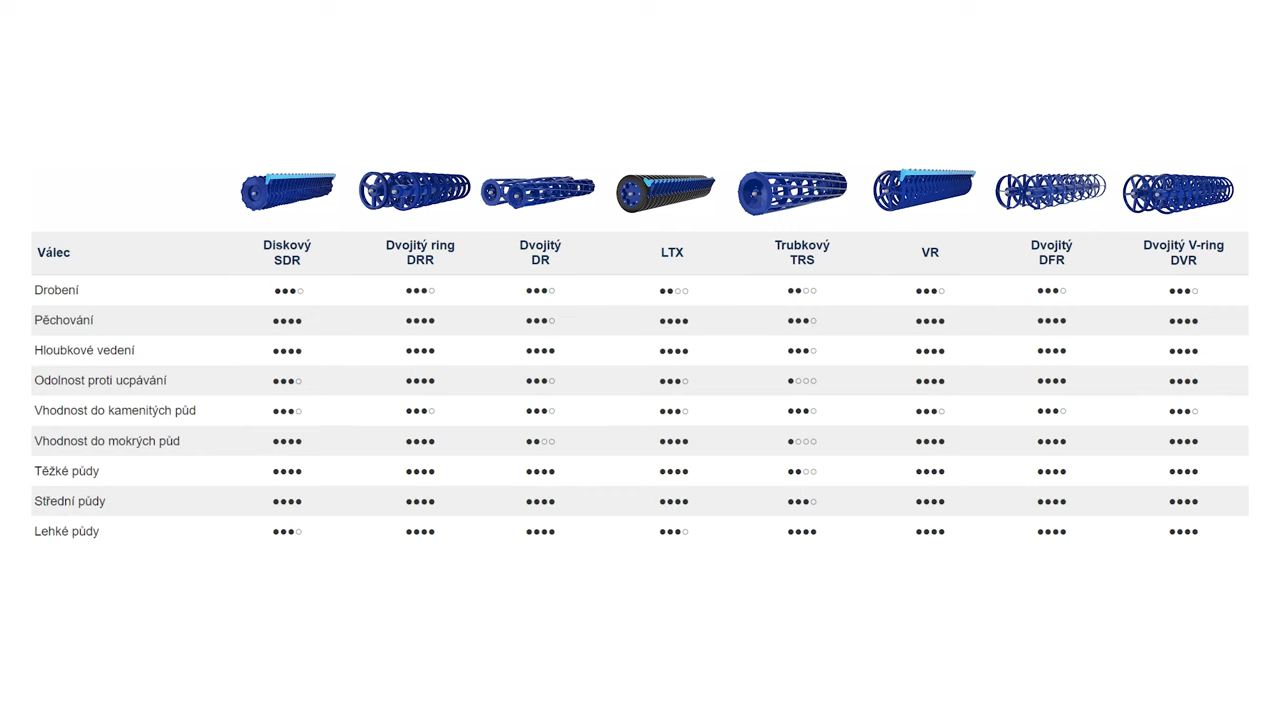 Válec Diskový SDR Dvojitý ring DRR Dvojitý DR LTX Trubkový TRS VR Dvojitý DFR Dvojitý V-ring DVR
Drobení ●●●○ ●●●○ ●●●○ ●●○○ ●●○○ ●●●○ ●●●○ ●●●○
Pěchování ●●●● ●●●● ●●●○ ●●●● ●●●○ ●●●● ●●●● ●●●●
Hloubkové vedení ●●●● ●●●● ●●●● ●●●● ●●●○ ●●●● ●●●● ●●●●
Odolnost proti ucpávání ●●●○ ●●●● ●●●○ ●●●○ ●○○○ ●●●● ●●●● ●●●●
Vhodnost do kamenitých půd ●●●○ ●●●○ ●●●○ ●●●○ ●●●○ ●●●○ ●●●○ ●●●○
Vhodnost do mokrých půd ●●●● ●●●● ●●○○ ●●●● ●○○○ ●●●● ●●●● ●●●●
Těžké půdy ●●●● ●●●● ●●●● ●●●● ●●○○ ●●●● ●●●● ●●●●
Střední půdy ●●●● ●●●● ●●●● ●●●● ●●●○ ●●●● ●●●● ●●●●
Lehké půdy ●●●○ ●●●● ●●●● ●●●○ ●●●● ●●●● ●●●● ●●●●